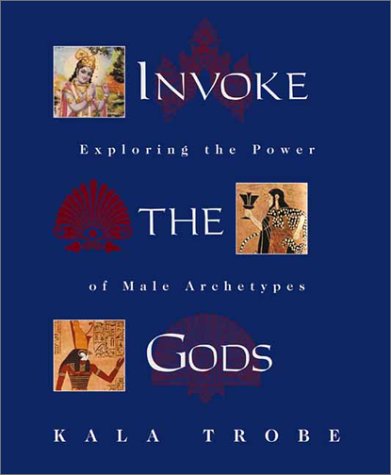 INVOKE
Exploring the Power
THE
of Male Archetypes
GODS
KALA TROBE